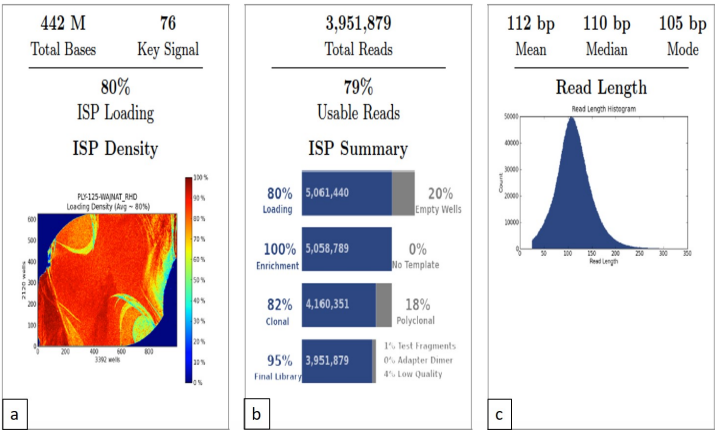 442 M 76
Total Bases Key Signal
80%
ISP Loading
ISP Density
PLY-125-WAJNAT_RHD
Loading Density (Avg ~ 80%)
100 %
90 %
80 %
70 %
60 %
50 %
40 %
30 %
20 %
10 %
0 %
600
500
400
300
200
100
0
2120 wells
0 200 400 600 800
3392 wells
a
3,951,879
Total Reads
79%
Usable Reads
ISP Summary
80% 5,061,440 20%
Loading Empty Wells
100% 5,058,789 0%
Enrichment No Template
82% 4,160,351 18%
Clonal Polyclonal
95% 3,951,879
Final Library
1% Test Fragments
0% Adapter Dimer
4% Low Quality
b
112 bp 110 bp 105 bp
Mean Median Mode
Read Length
Read Length Histogram
50000
40000
30000
20000
10000
0
Count
0 50 100 150 200 250 300 350
Read Length
c